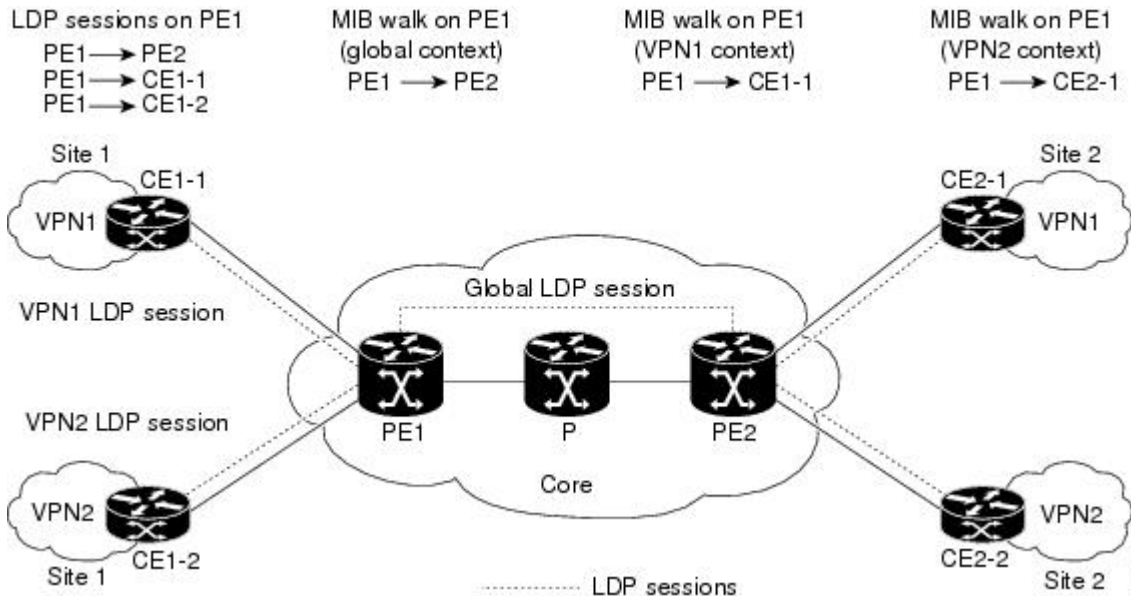 LDP sessions on PE1
PE1 → PE2
PE1 → CE1-1
PE1 → CE1-2
MIB walk on PE1
(global context)
PE1 → PE2
MIB walk on PE1
(VPN1 context)
PE1 → CE1-1
MIB walk on PE1
(VPN2 context)
PE1 → CE2-1
Site 1
CE1-1
VPN1
Site 2
CE2-1
VPN1
VPN1 LDP session
Global LDP session
VPN2 LDP session
PE1
P
PE2
Core
VPN2
CE1-2
Site 1
VPN2
CE2-2
Site 2
LDP sessions